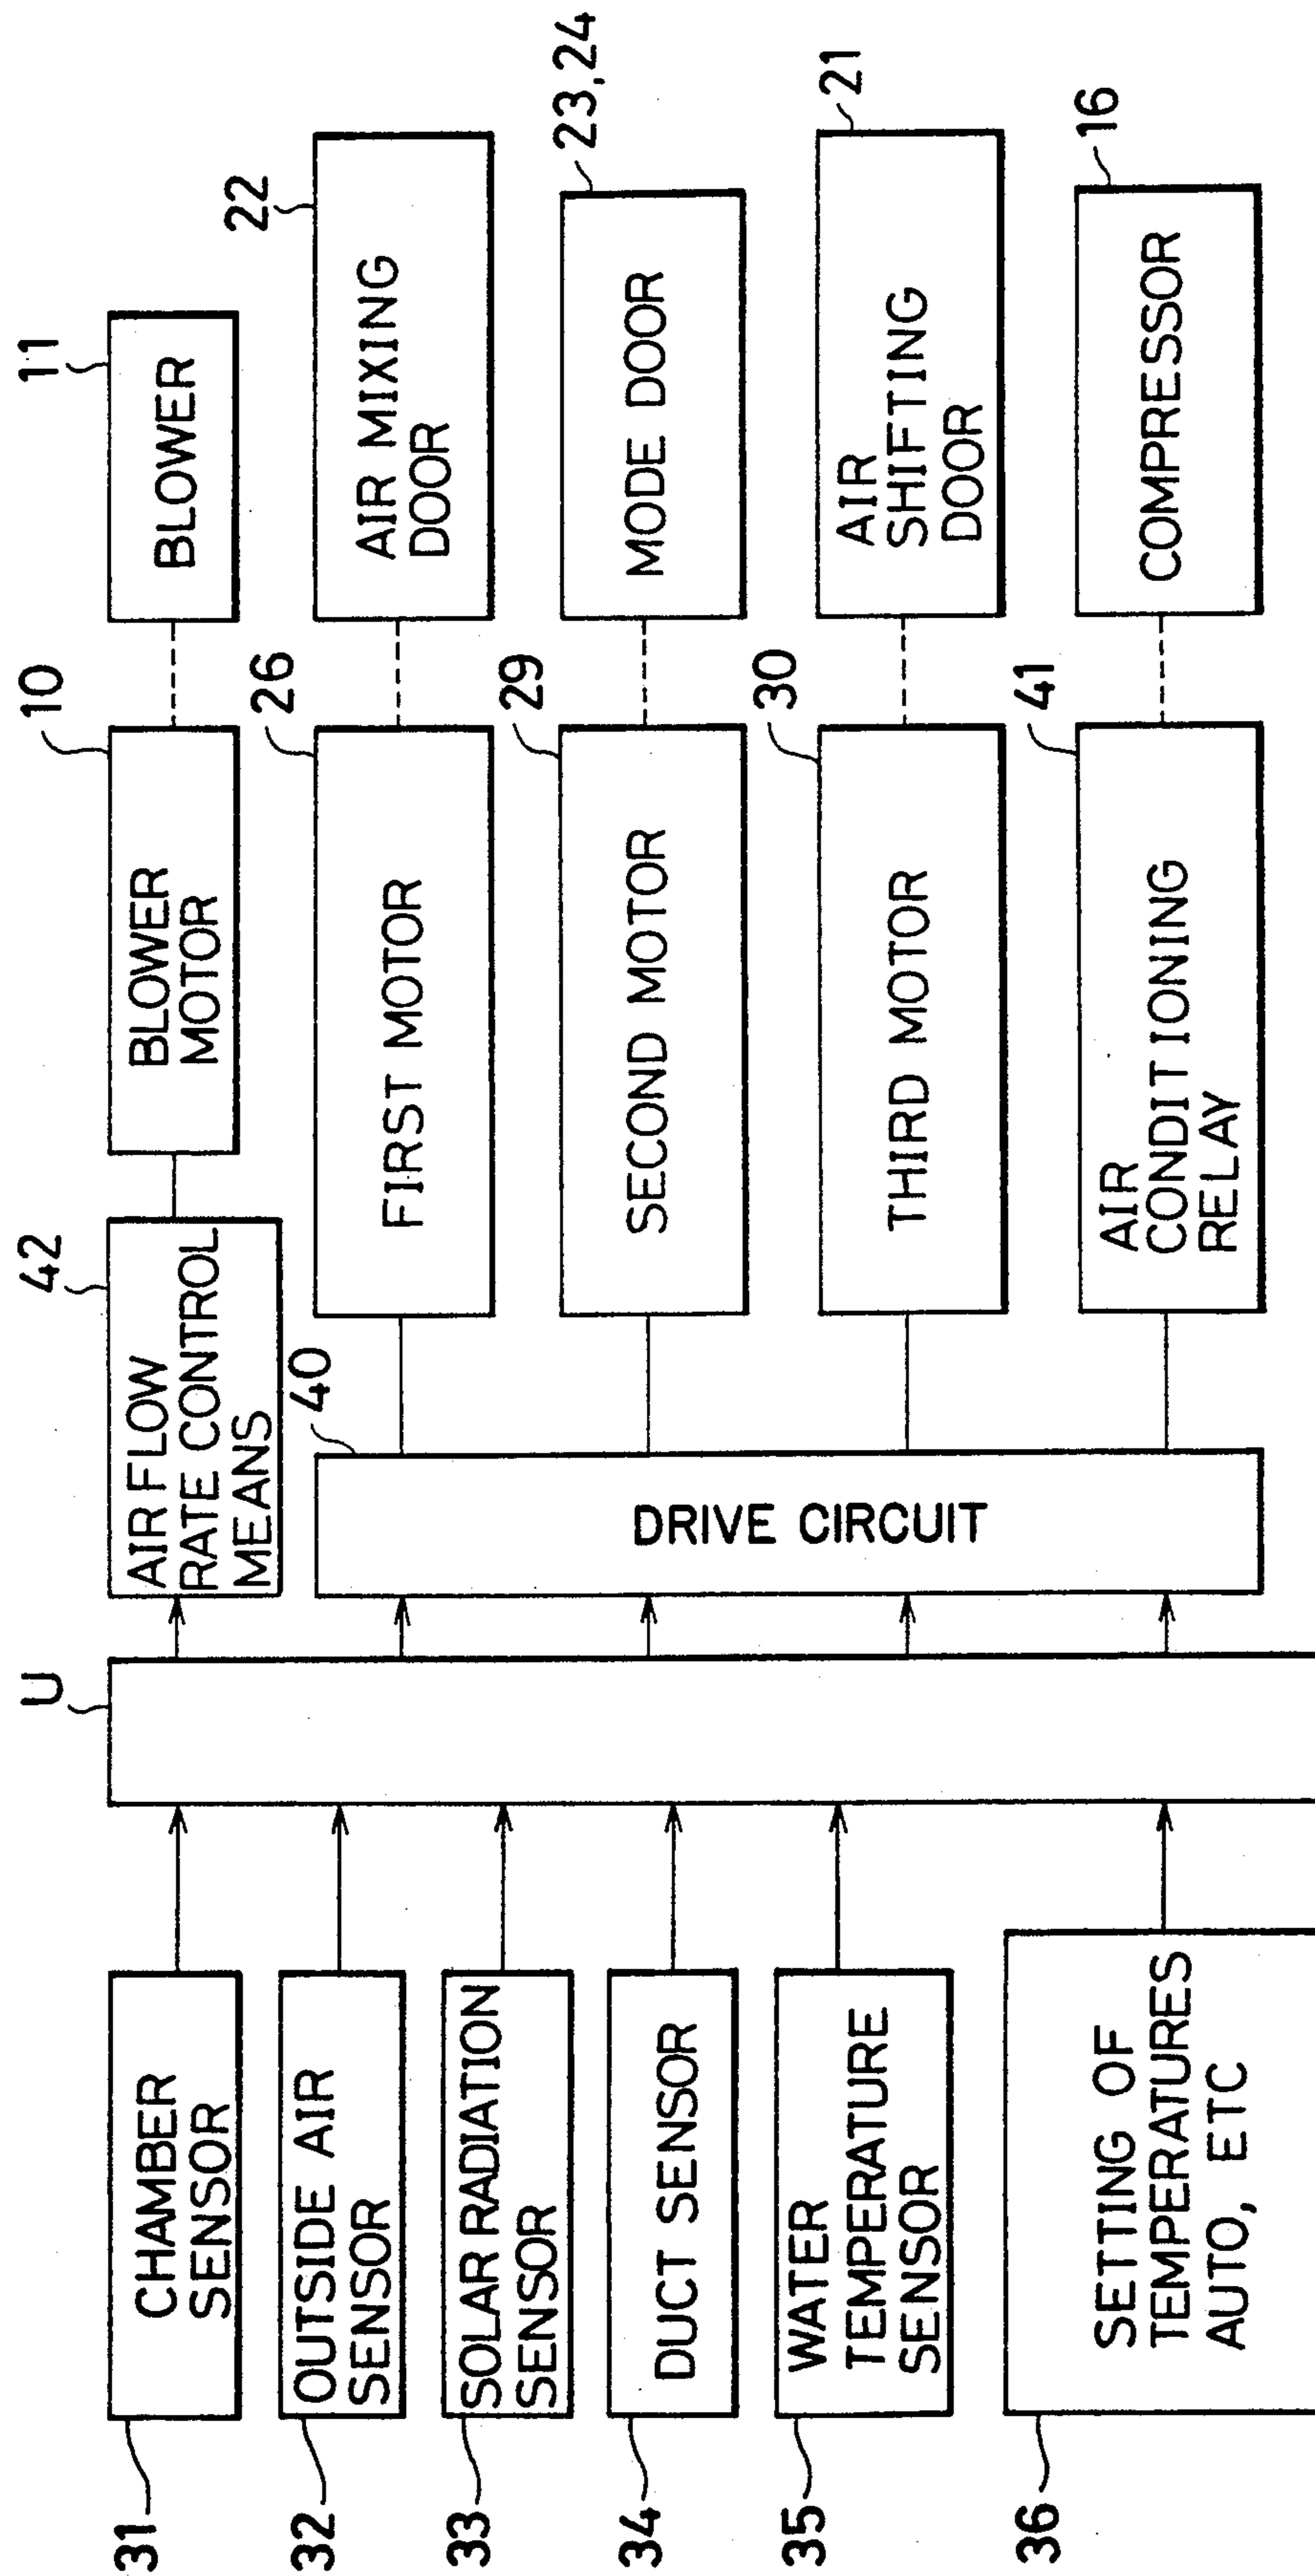 31
CHAMBER
SENSOR
32
OUTSIDE AIR
SENSOR
33
SOLAR RADIATION
SENSOR
34
DUCT SENSOR
35
WATER
TEMPERATURE
SENSOR
36
SETTING OF
TEMPERATURES
AUTO, ETC
U
42
AIR FLOW
RATE CONTROL
MEANS
40
DRIVE CIRCUIT
10
BLOWER
MOTOR
26
FIRST MOTOR
29
SECOND MOTOR
30
THIRD MOTOR
41
AIR
CONDITIONING
RELAY
11
BLOWER
22
AIR MIXING
DOOR
23,24
MODE DOOR
21
AIR
SHIFTING
DOOR
16
COMPRESSOR